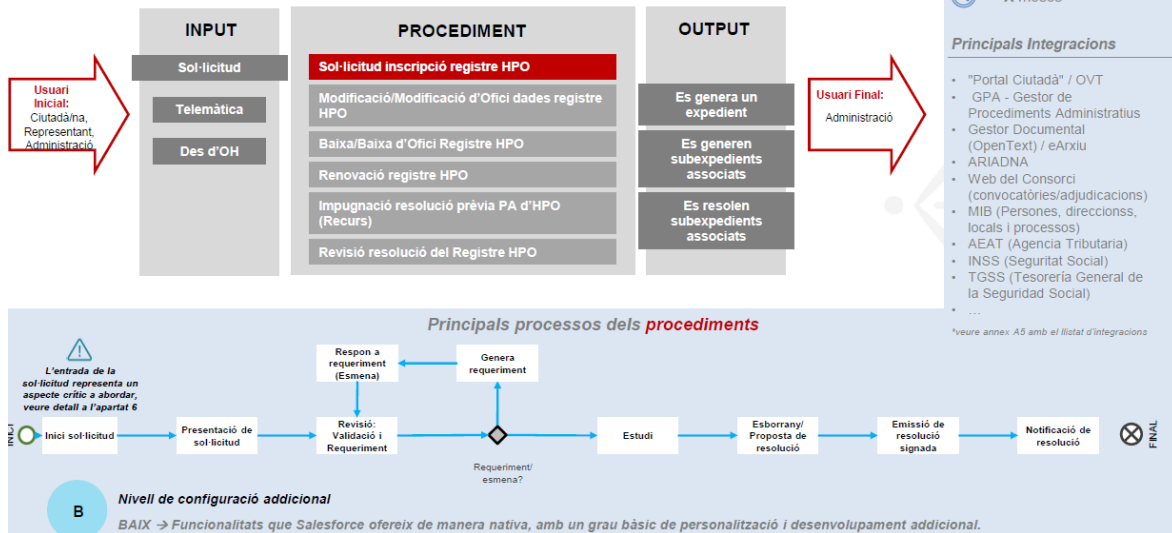 INPUT
Sol·licitud
Telemàtica
Des d'OH
PROCEDIMENT
Sol·licitud inscripció registre HPO
Modificació/Modificació d'Ofici dades registre
HPO
Baixa/Baixa d'Ofici Registre HPO
Renovació registre HPO
Impugnació resolució prèvia PA d'HPO
(Recurs)
Revisió resolució del Registre HPO
OUTPUT
Es genera un
expedient
Es generen
subexpedients
associats
Es resolen
subexpedients
associats
Usuari
Inicial:
Ciutadà/na,
Representant,
Administració
Usuari Final:
Administració
Principals Integracions
• "Portal Ciutadà" / OVT
• GPA - Gestor de
Procediments Administratius
• Gestor Documental
(OpenText) / eArxiu
• ARIADNA
• Web del Consorci
(convocatòries/adjudicacions)
• MIB (Persones, direccionss,
locals i processos)
• AEAT (Agencia Tributaria)
• INSS (Seguritat Social)
• TGSS (Tesorería General de
la Seguridad Social)
• ...
*veure annex A5 amb el llistat d'integracions
Principals processos dels procediments
L'entrada de la
sol·licitud representa un
aspecte crític a abordar,
veure detall a l'apartat 6
Respon a
requeriment
(Esmena)
Genera
requeriment
INICI
Inici sol·licitud
Presentació de
sol·licitud
Revisió:
Validació i
Requeriment
Requeriment/
esmena?
Estudi
Esborrany/
Proposta de
resolució
Emissió de
resolució
signada
Notificació de
resolució
FINAL
B
Nivell de configuració addicional
BAIX → Funcionalitats que Salesforce ofereix de manera nativa, amb un grau bàsic de personalització i desenvolupament addicional.